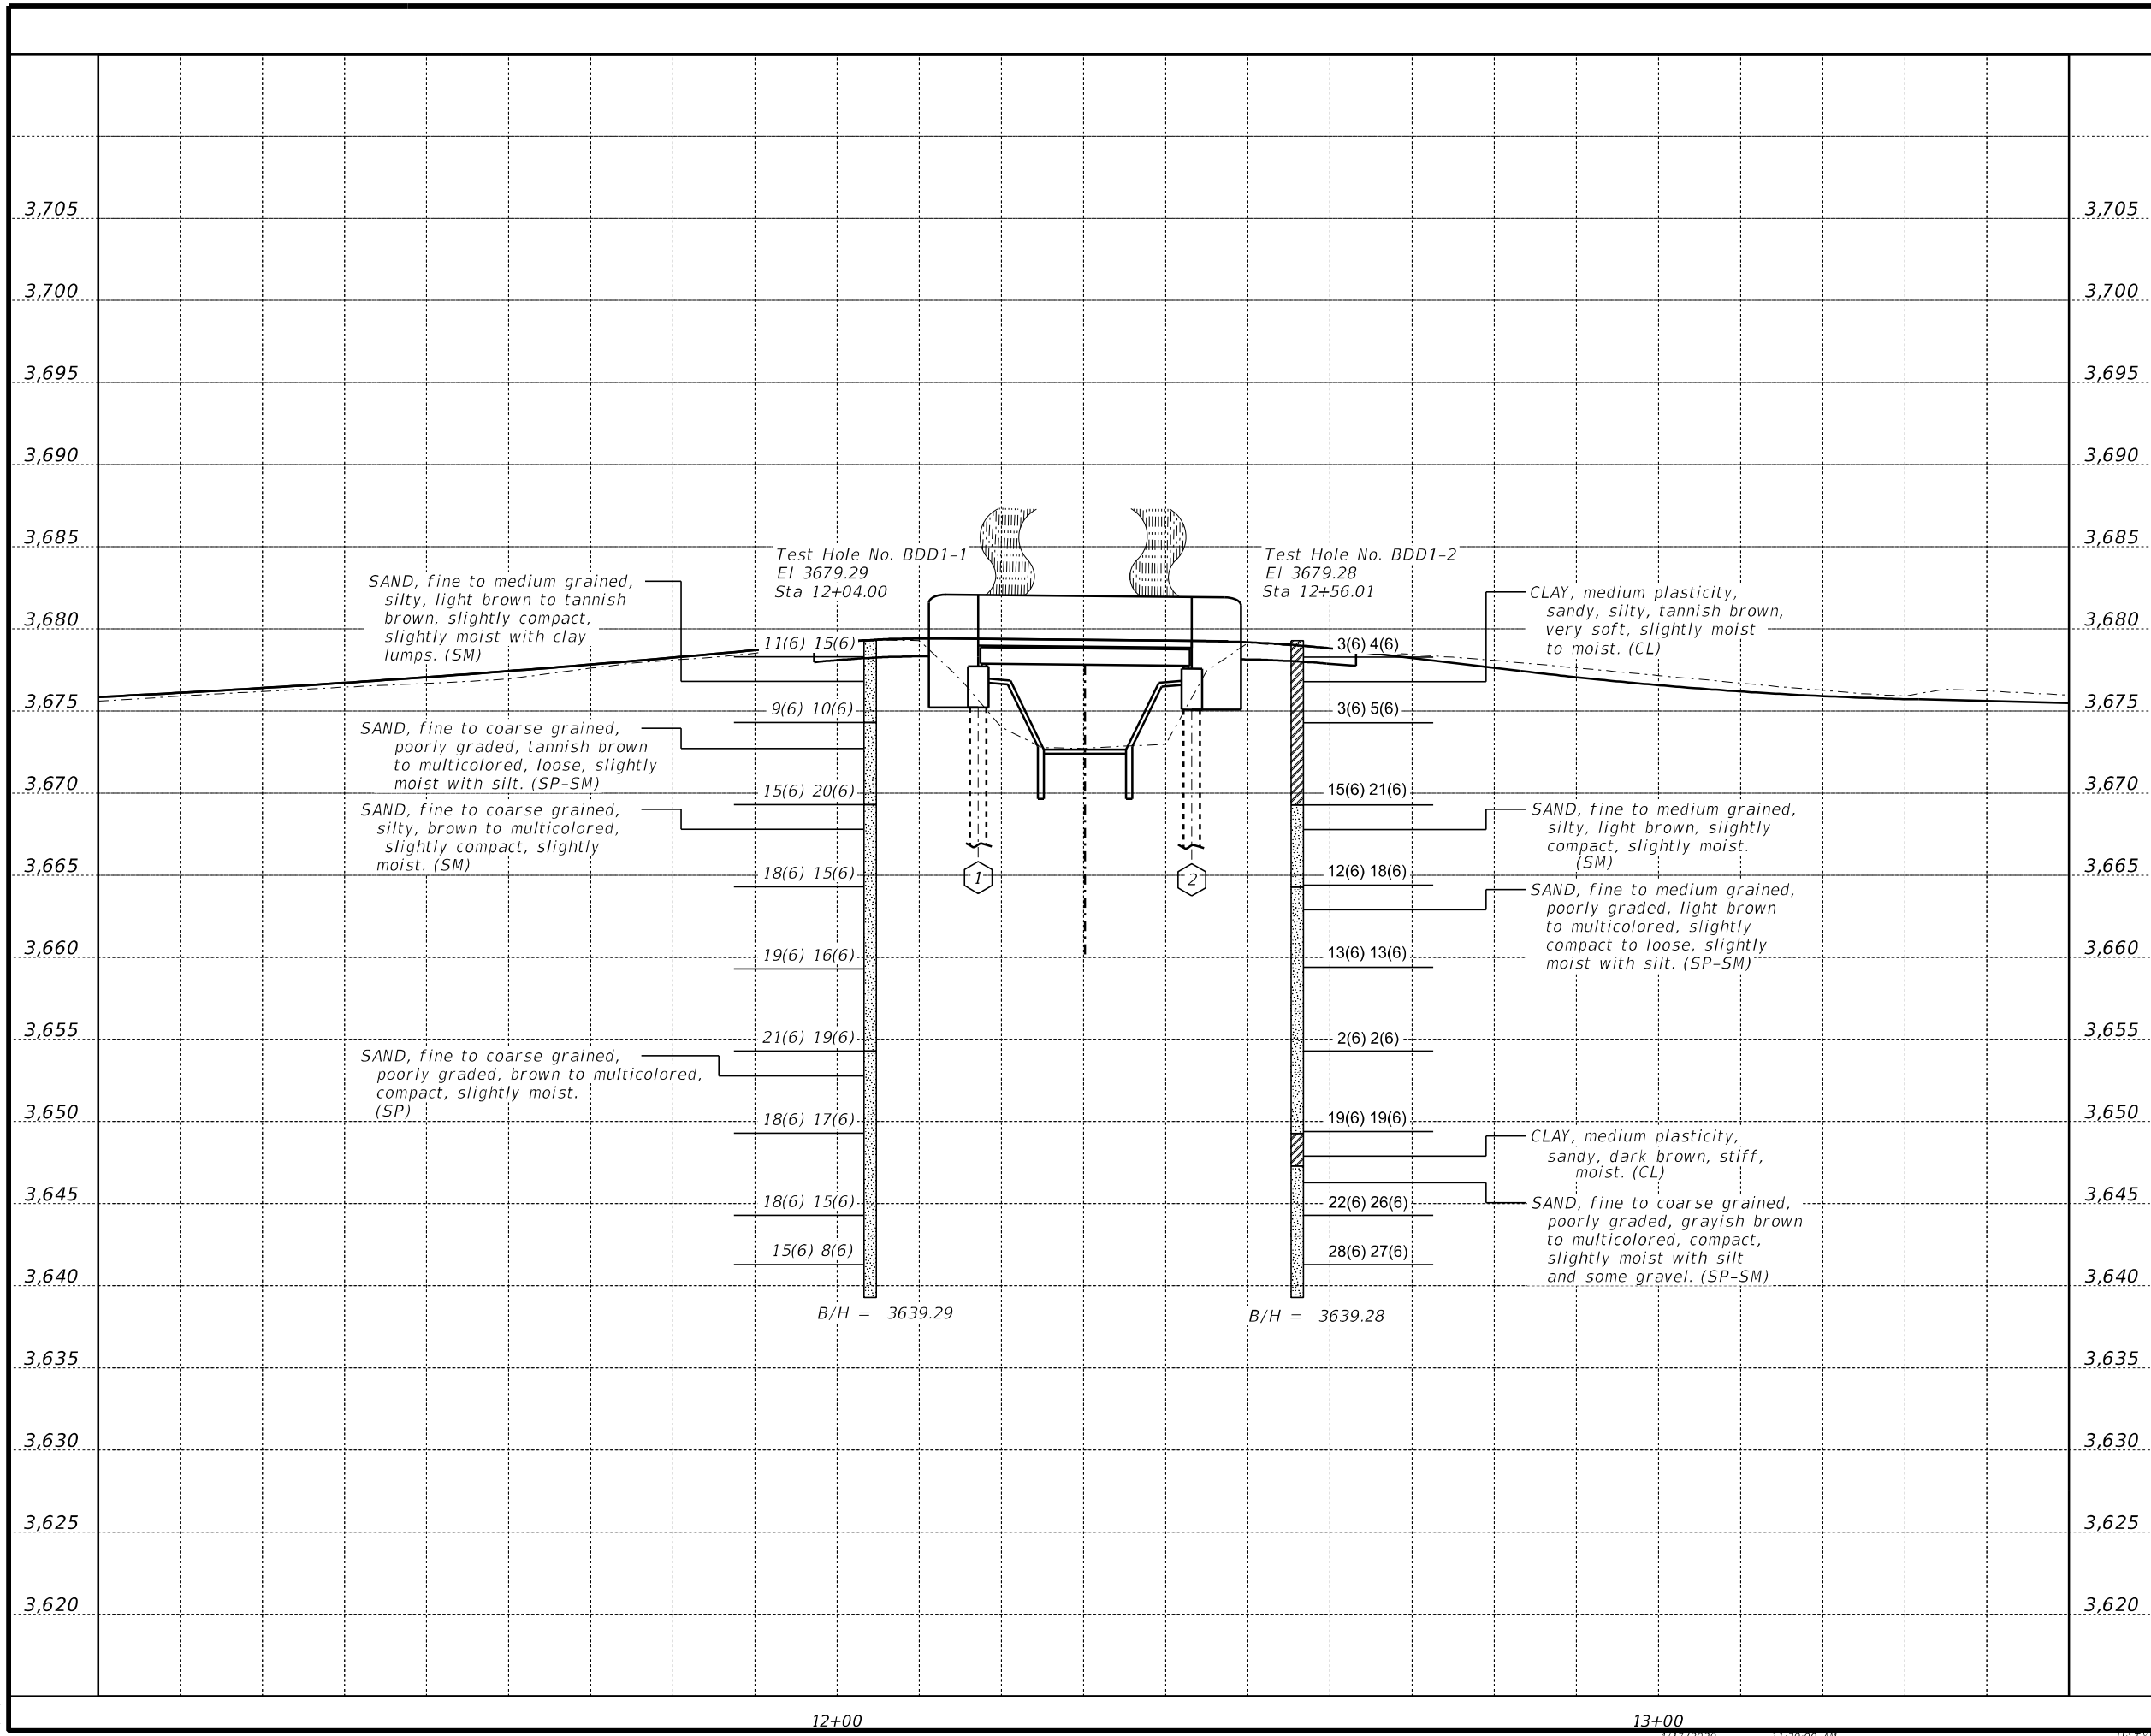 3,705 3,705
3,700 3,700
3,695 3,695
3,690 3,690
3,685 3,685
3,680 3,680
3,675 3,675
3,670 3,670
3,665 3,665
3,660 3,660
3,655 3,655
3,650 3,650
3,645 3,645
3,640 3,640
3,635 3,635
3,630 3,630
3,625 3,625
3,620 3,620
SAND, fine to medium grained,
silty, light brown to tannish
brown, slightly compact,
slightly moist with clay
lumps. (SM)
SAND, fine to coarse grained,
poorly graded, tannish brown
to multicolored, loose, slightly
moist with silt. (SP-SM)
SAND, fine to coarse grained,
silty, brown to multicolored,
slightly compact, slightly
moist. (SM)
SAND, fine to coarse grained,
poorly graded, brown to multicolored,
compact, slightly moist.
(SP)
Test Hole No. BDD1-1
El 3679.29
Sta 12+04.00
11(6) 15(6)
9(6) 10(6)
15(6) 20(6)
18(6) 15(6)
19(6) 16(6)
21(6) 19(6)
18(6) 17(6)
18(6) 15(6)
15(6) 8(6)
B/H = 3639.29
1
2
Test Hole No. BDD1-2
El 3679.28
Sta 12+56.01
3(6) 4(6)
3(6) 5(6)
15(6) 21(6)
12(6) 18(6)
13(6) 13(6)
2(6) 2(6)
19(6) 19(6)
22(6) 26(6)
28(6) 27(6)
B/H = 3639.28
CLAY, medium plasticity,
sandy, silty, tannish brown,
very soft, slightly moist
to moist. (CL)
SAND, fine to medium grained,
silty, light brown, slightly
compact, slightly moist.
(SM)
SAND, fine to medium grained,
poorly graded, light brown
to multicolored, slightly
compact to loose, slightly
moist with silt. (SP-SM)
CLAY, medium plasticity,
sandy, dark brown, stiff,
moist. (CL)
SAND, fine to coarse grained,
poorly graded, grayish brown
to multicolored, compact,
slightly moist with silt
and some gravel. (SP-SM)
12+00 13+00